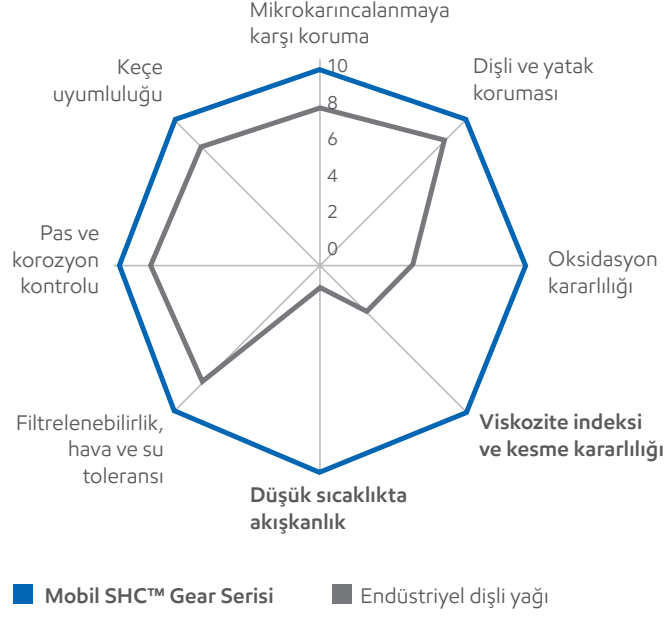 Mikrokarıncalanmaya
karşı koruma
Keçe
uyumluluğu
Dişli ve yatak
koruması
10
8
6
4
2
0
Pas ve
korozyon
kontrolu
Oksidasyon
kararlılığı
Filtrelenebilirlik,
hava ve su
toleransı
Viskozite indeksi
ve kesme kararlılığı
Düşük sıcaklıkta
akışkanlık
Mobil SHC™ Gear Serisi
Endüstriyel dişli yağı